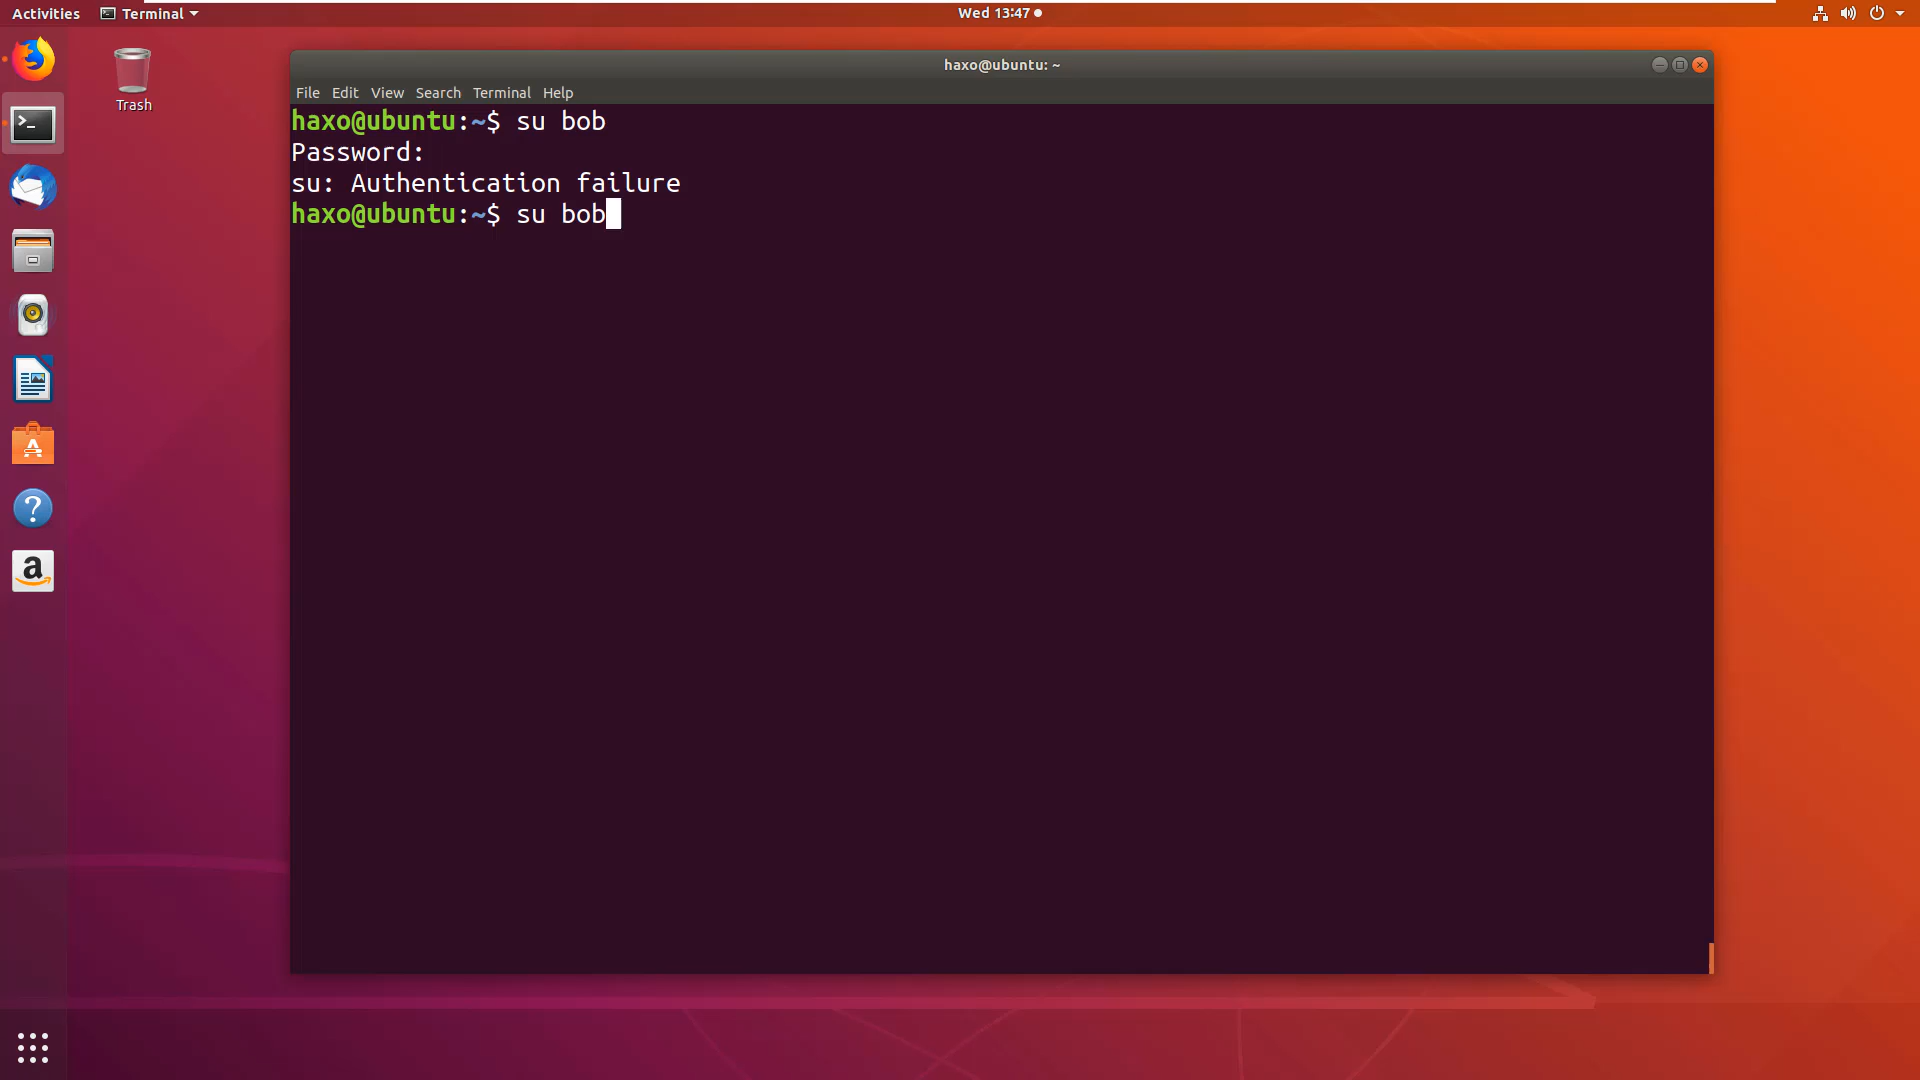 Activities Terminal Wed 13:47
Trash
haxo@ubuntu: ~
File Edit View Search Terminal Help
haxo@ubuntu:~$ su bob
Password:
su: Authentication failure
haxo@ubuntu:~$ su bob